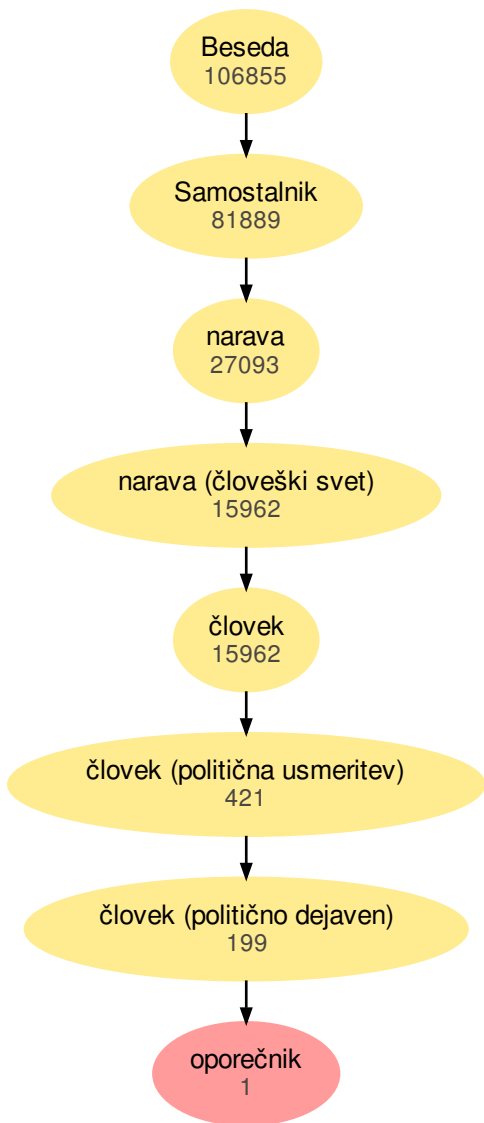 Beseda
106855
Samostalnik
81889
narava
27093
narava (človeški svet)
15962
človek
15962
človek (politična usmeritev)
421
človek (politično dejaven)
199
oporečnik
1